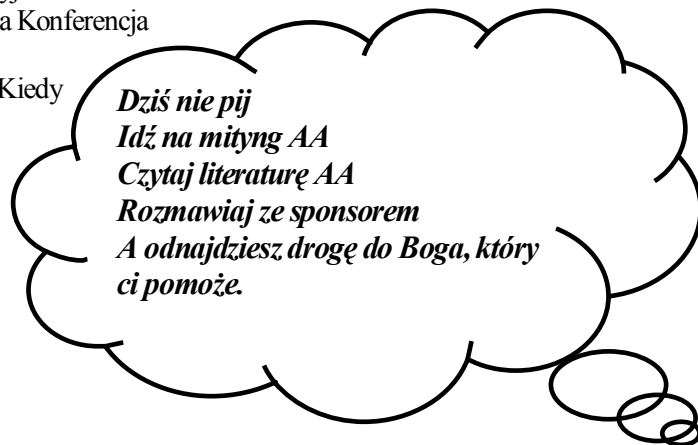 a Konferencja
Kiedy
Dziś nie pij
Idź na mityng AA
Czytaj literaturę AA
Rozmawiaj ze sponsorem
A odnajdziesz drogę do Boga, który
ci pomoże.